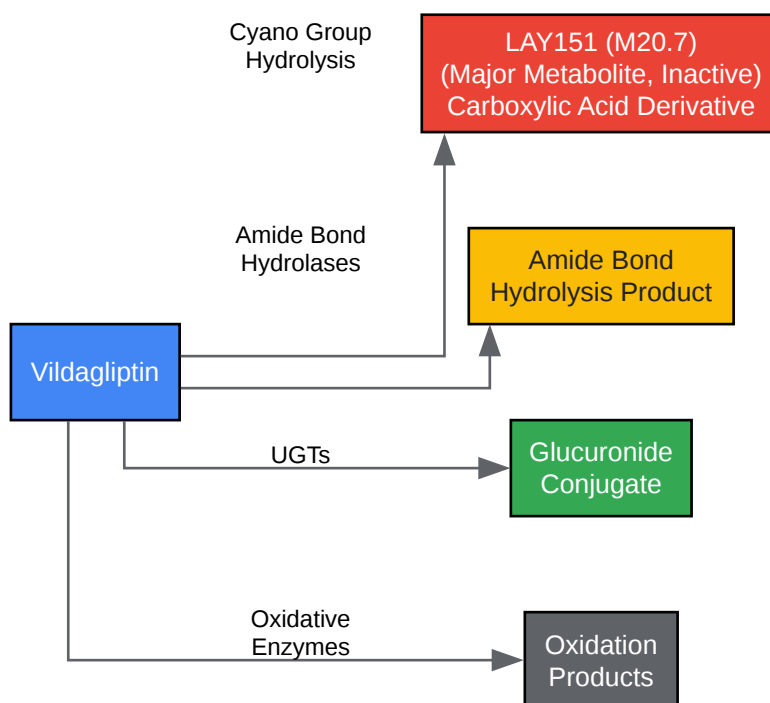 Cyano Group
Hydrolysis
LAY151 (M20.7)
(Major Metabolite, Inactive)
Carboxylic Acid Derivative
Amide Bond
Hydrolases
Amide Bond
Hydrolysis Product
Vildagliptin
UGTs
Glucuronide
Conjugate
Oxidative
Enzymes
Oxidation
Products